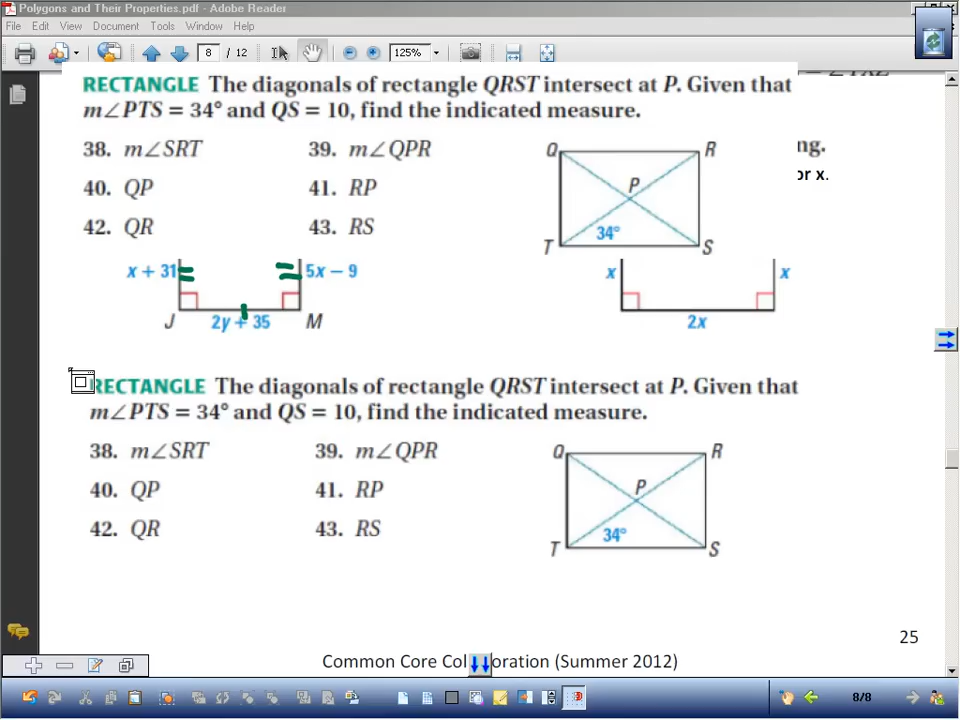 Polygons and Their Properties.pdf - Adobe Reader
File Edit View Document Tools Window Help
8 / 12 125%
RECTANGLE The diagonals of rectangle QRST intersect at P. Given that
m∠PTS = 34° and QS = 10, find the indicated measure.
38. m∠SRT 39. m∠QPR
ng.
or x.
40. QP 41. RP
42. QR 43. RS
Q R
P
34°
T S
x + 31 5x – 9
J 2y + 35 M
x x
2x
RECTANGLE The diagonals of rectangle QRST intersect at P. Given that
m∠PTS = 34° and QS = 10, find the indicated measure.
38. m∠SRT 39. m∠QPR
40. QP 41. RP
42. QR 43. RS
Q R
P
34°
T S
25
Common Core Col oration (Summer 2012)
8/8